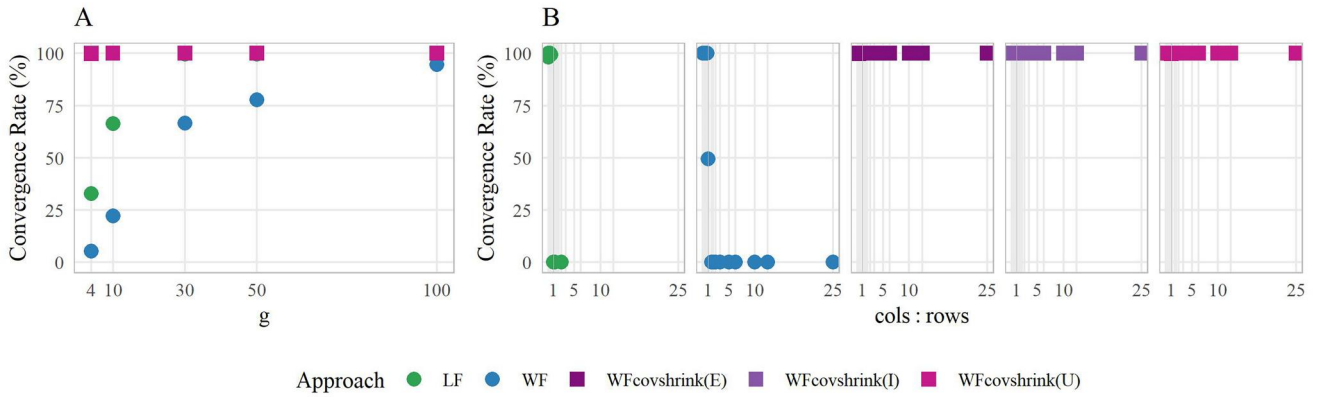 A
B
Convergence Rate (%)
100
75
50
25
0
4 10 30 50 100
g
Convergence Rate (%)
100
75
50
25
0
1 5 10 25
1 5 10 25
1 5 10 25
1 5 10 25
1 5 10 25
cols : rows
Approach LF WF WFcovshrink(E) WFcovshrink(I) WFcovshrink(U)